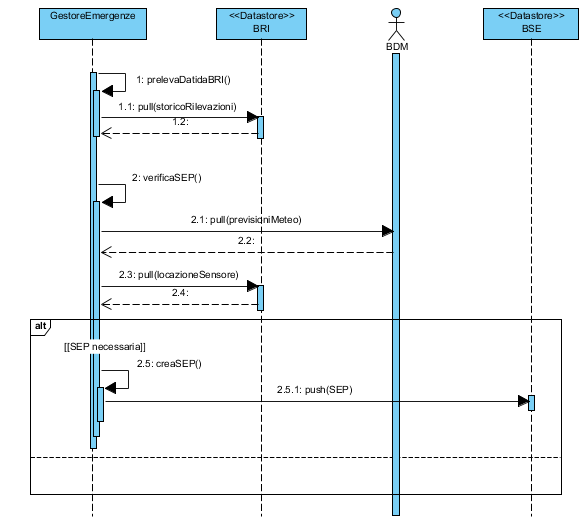 GestoreEmergenze
<<Datastore>>
BRI
BDM
<<Datastore>>
BSE
1: prelevaDatidaBRI()
1.1: pull(storicoRilevazioni)
1.2:
2: verificaSEP()
2.1: pull(previsioniMeteo)
2.2:
2.3: pull(locazioneSensore)
2.4:
alt
[[SEP necessaria]]
2.5: creaSEP()
2.5.1: push(SEP)